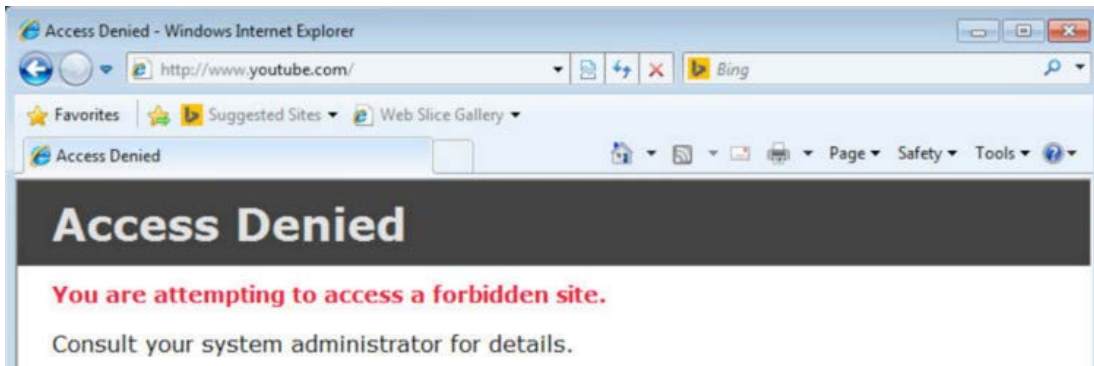 Access Denied - Windows Internet Explorer
http://www.youtube.com/ Bing
Favorites Suggested Sites Web Slice Gallery
Access Denied Page Safety Tools
Access Denied
You are attempting to access a forbidden site.
Consult your system administrator for details.